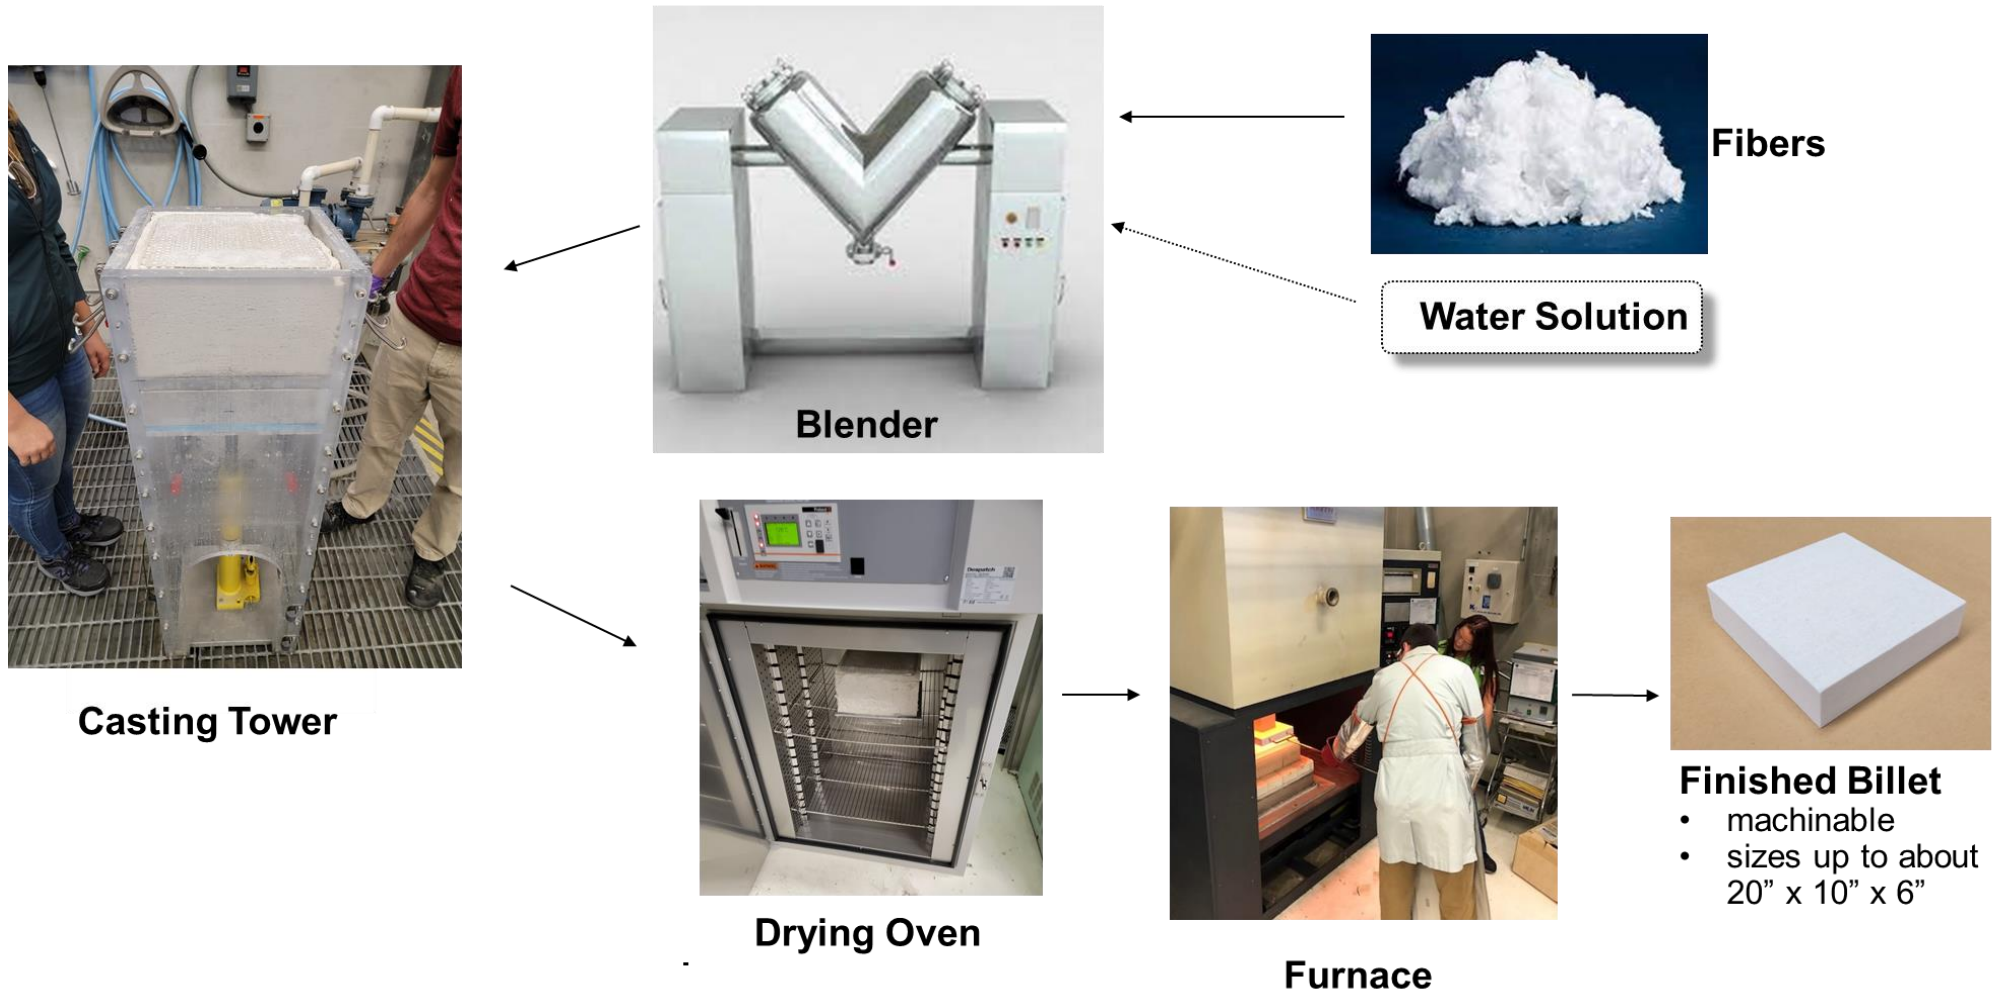 Fibers
Water Solution
Blender
Casting Tower
Despatch
Drying Oven
-
Furnace
Finished Billet
• machinable
• sizes up to about
20” x 10” x 6”